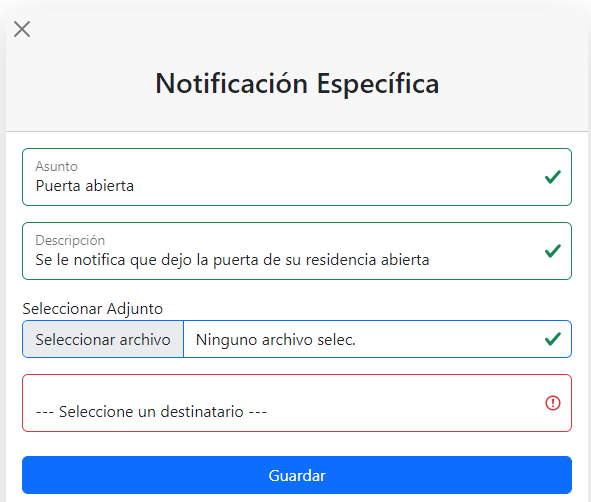 Notificación Específica
Asunto
Puerta abierta
Descripción
Se le notifica que dejo la puerta de su residencia abierta
Seleccionar Adjunto
Seleccionar archivo Ninguno archivo selec.
--- Seleccione un destinatario ---
Guardar